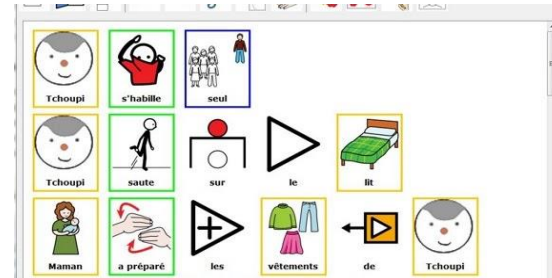 Tchoupi s'habille seul
Tchoupi saute sur le lit
Maman a préparé les vêtements de Tchoupi